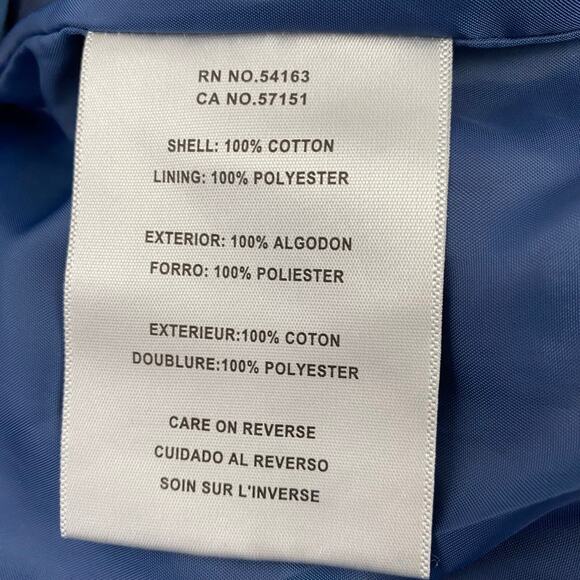 RN NO.54163
CA NO.57151
SHELL: 100% COTTON
LINING: 100% POLYESTER
EXTERIOR: 100% ALGODON
FORRO: 100% POLIESTER
EXTERIEUR:100% COTON
DOUBLURE:100% POLYESTER
CARE ON REVERSE
CUIDADO AL REVERSO
SOIN SUR L'INVERSE